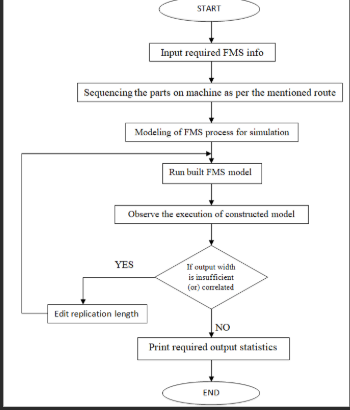 START
Input required FMS info
Sequencing the parts on machine as per the mentioned route
Modeling of FMS process for simulation
Run built FMS model
Observe the execution of constructed model
YES
If output width
is insufficient
(or) correlated
Edit replication length
NO
Print required output statistics
END